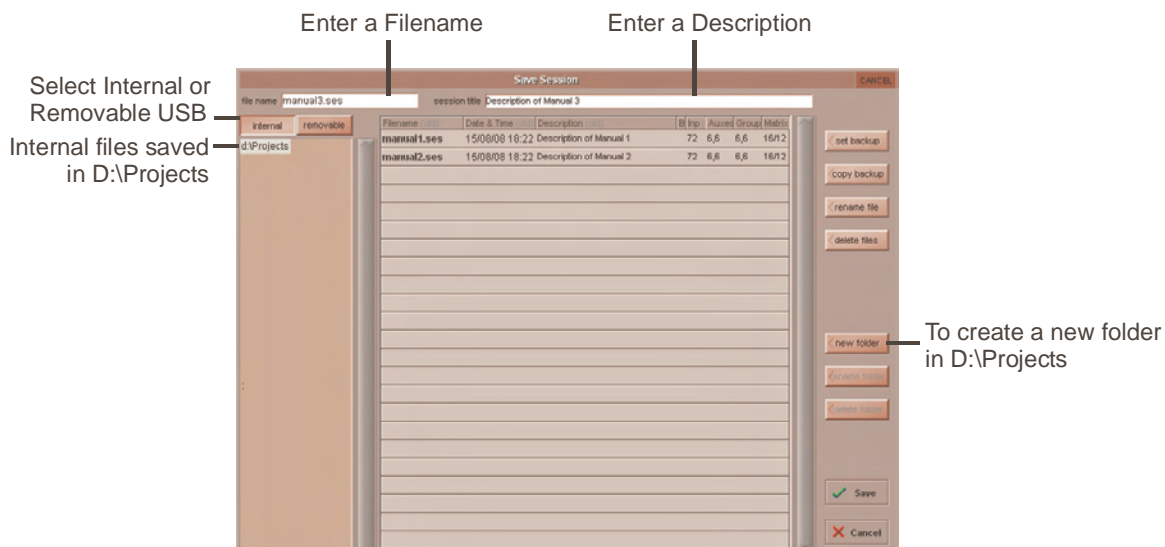 Enter a Filename
Enter a Description
Select Internal or
Removable USB
Internal files saved
in D:\Projects
To create a new folder
in D:\Projects
Save Session
CANCEL
file name manual3.ses session title Description of Manual 3
internal removable
d:\Projects
Filename Date & Time Description B Inp Auxes Group Matrix
manual1.ses 15/08/08 18:22 Description of Manual 1 72 6,6 6,6 16/12
manual2.ses 15/08/08 18:22 Description of Manual 2 72 6,6 6,6 16/12
set backup
copy backup
rename file
delete files
new folder
rename folder
delete folder
Save
Cancel